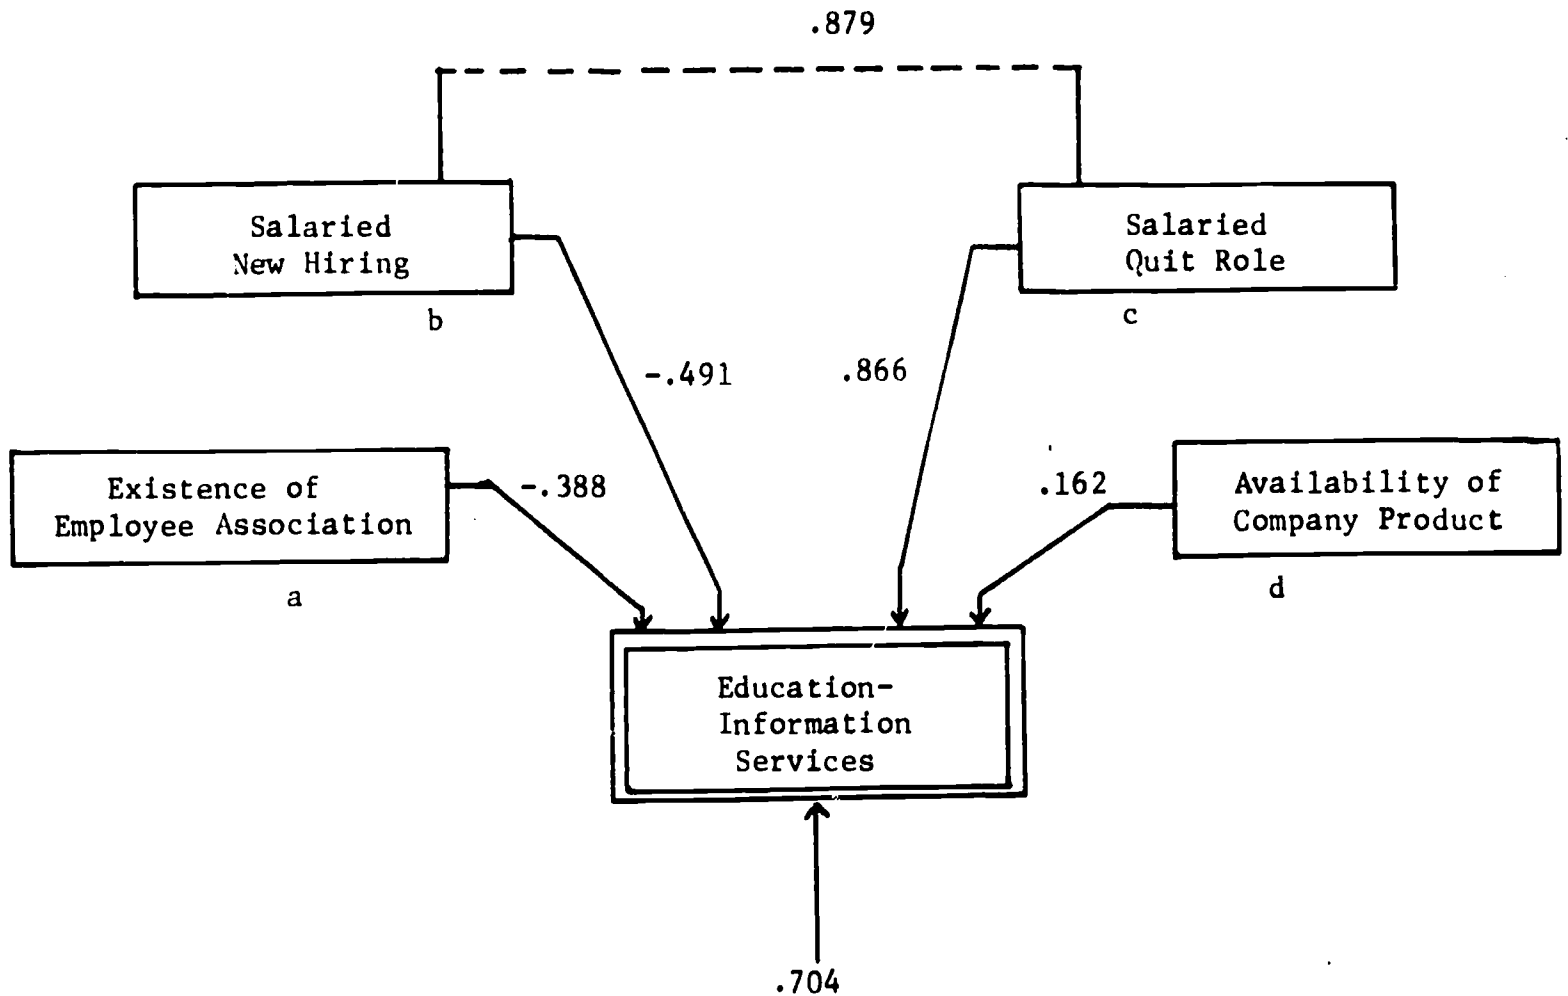 .879
Salaried
New Hiring
b
Salaried
Quit Role
c
-.491
.866
Existence of
Employee Association
a
-.388
.162
Availability of
Company Product
d
Education-
Information
Services
.704